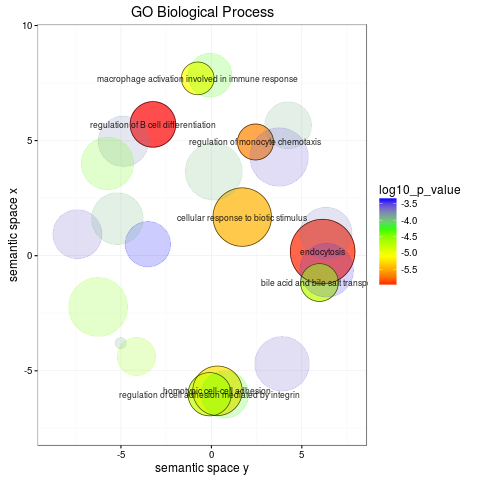 GO Biological Process
10
5
0
-5
semantic space x
macrophage activation involved in immune response
regulation of B cell differentiation
regulation of monocyte chemotaxis
cellular response to biotic stimulus
endocytosis
bile acid and bile salt transp
homotypic cell-cell adhesion
regulation of cell adhesion mediated by integrin
-5
0
5
semantic space y
log10_p_value
-3.5
-4.0
-4.5
-5.0
-5.5